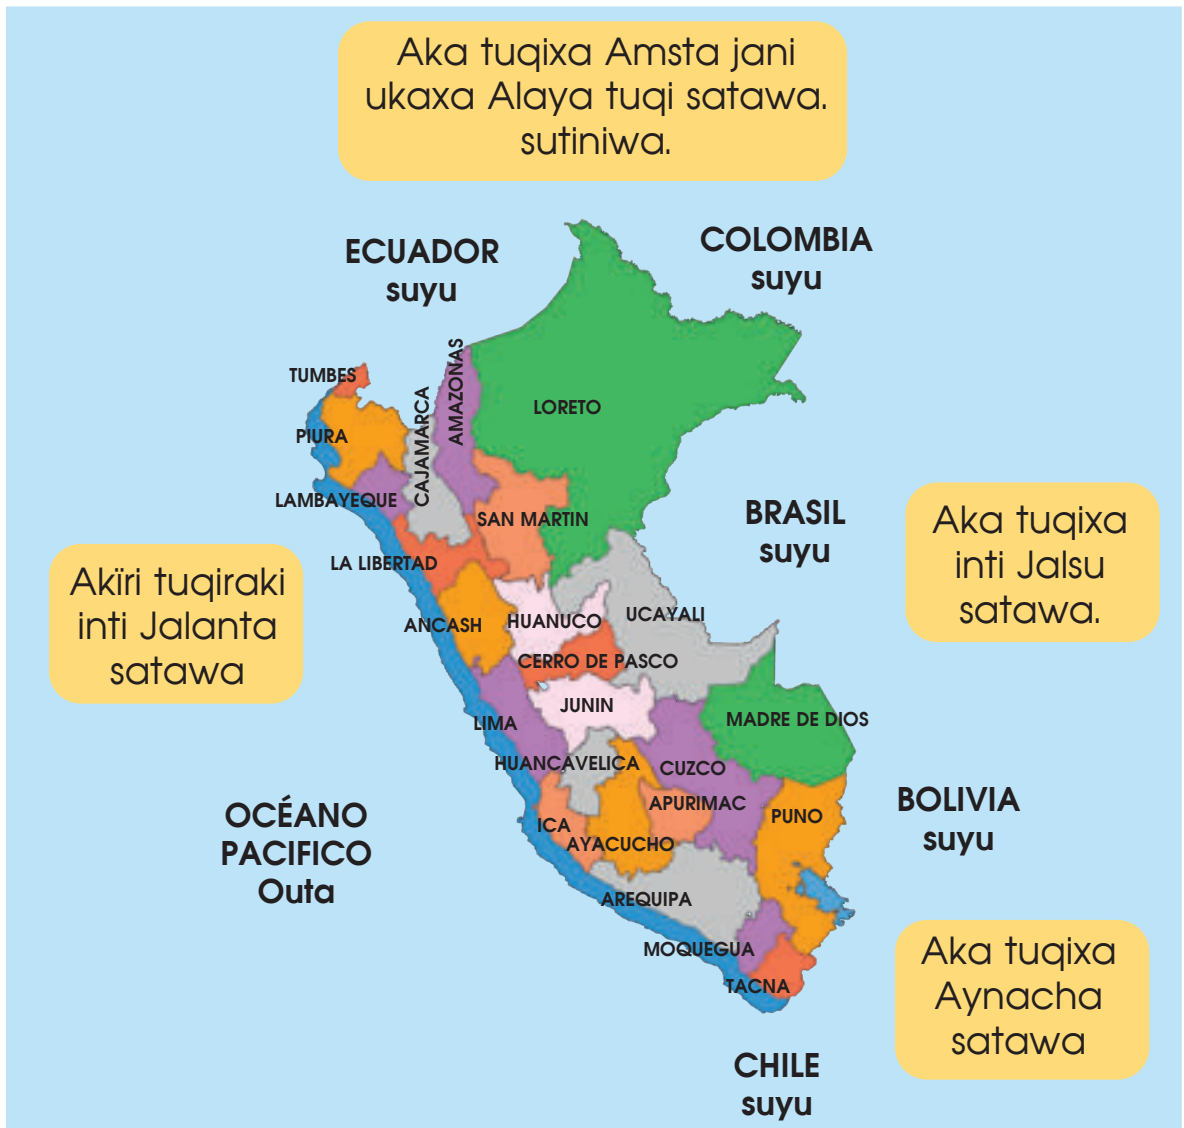 Aka tuqixa Amsta jani
ukaxa Alaya tuqi satawa.
sutiniwa.
ECUADOR
suyu
COLOMBIA
suyu
TUMBES
AMAZONAS
CAJAMARCA
LORETO
PIURA
LAMBAYEQUE
SAN MARTIN
BRASIL
suyu
Aka tuqixa
inti Jalsu
satawa.
LA LIBERTAD
Akïri tuqiraki
inti Jalanta
satawa
ANCASH
HUANUCO
UCAYALI
CERRO DE PASCO
JUNIN
LIMA
MADRE DE DIOS
HUANCAVELICA
CUZCO
APURIMAC
PUNO
BOLIVIA
suyu
OCÉANO
PACIFICO
Outa
ICA
AYACUCHO
AREQUIPA
MOQUEGUA
TACNA
Aka tuqixa
Aynacha
satawa
CHILE
suyu